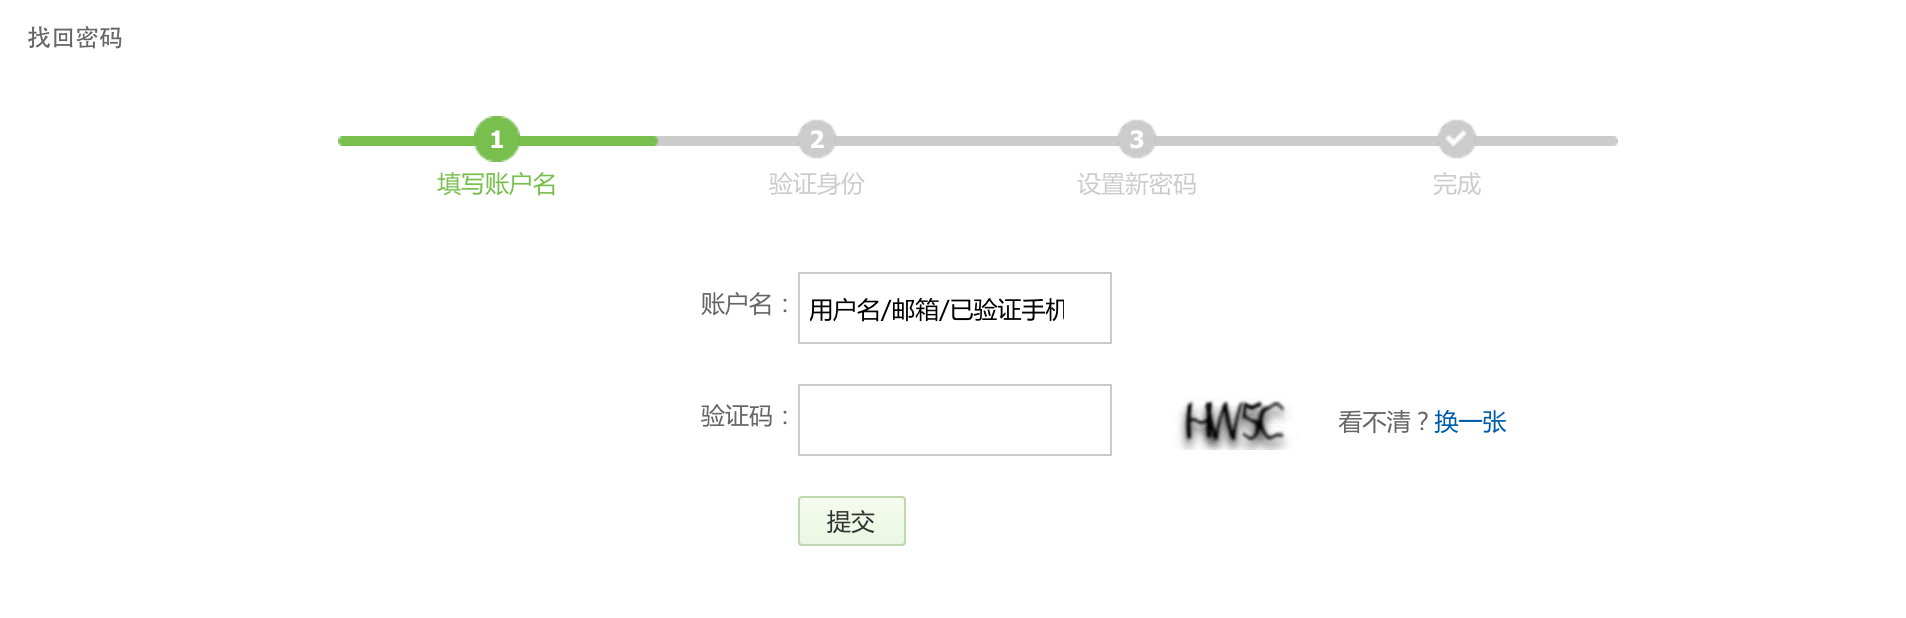 找回密码
1 2 3
填写账户名 验证身份 设置新密码 完成
账户名：用户名/邮箱/已验证手机
验证码： HW5C 看不清？换一张
提交